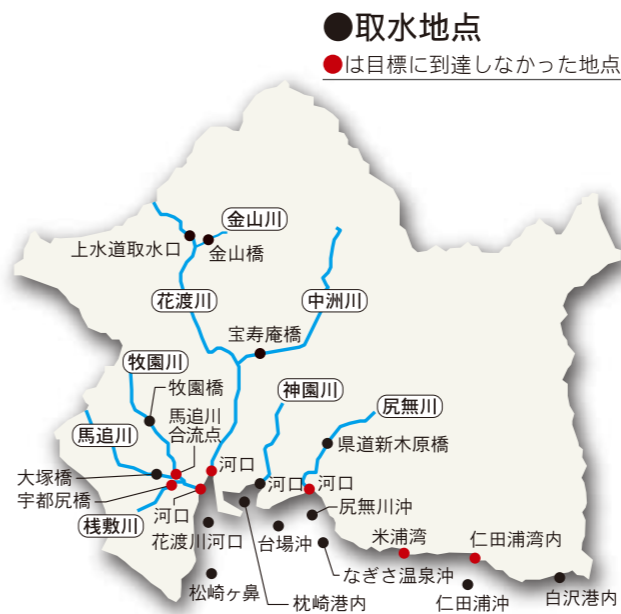 ●取水地点
●は目標に到達しなかった地点
金山川
上水道取水口
金山橋
花渡川
中洲川
宝寿庵橋
牧園川
牧園橋
神園川
尻無川
馬追川
馬追川
合流点
県道新木原橋
大塚橋
河口
河口
河口
宇都尻橋
桟敷川
河口
花渡川河口
台場沖
尻無川沖
米浦湾
仁田浦湾内
なぎさ温泉沖
松崎ヶ鼻
枕崎港内
仁田浦沖
白沢港内